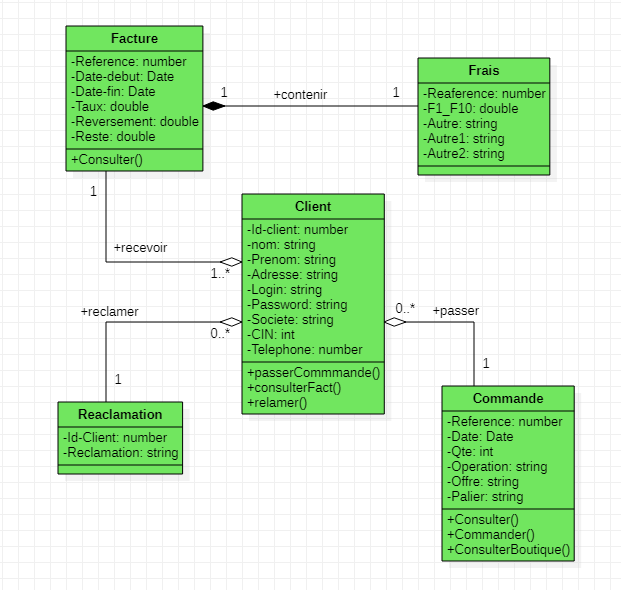 Facture
-Reference: number
-Date-debut: Date
-Date-fin: Date
-Taux: double
-Reversement: double
-Reste: double
+Consulter()
1
+contenir
1
Frais
-Reaference: number
-F1_F10: double
-Autre: string
-Autre1: string
-Autre2: string
1
+recevoir
1..*
Client
-Id-client: number
-nom: string
-Prenom: string
-Adresse: string
-Login: string
-Password: string
-Societe: string
-CIN: int
-Telephone: number
+passerCommmande()
+consulterFact()
+relamer()
+reclamer
0..*
1
0..*
+passer
1
Reaclamation
-Id-Client: number
-Reclamation: string
Commande
-Reference: number
-Date: Date
-Qte: int
-Operation: string
-Offre: string
-Palier: string
+Consulter()
+Commander()
+ConsulterBoutique()